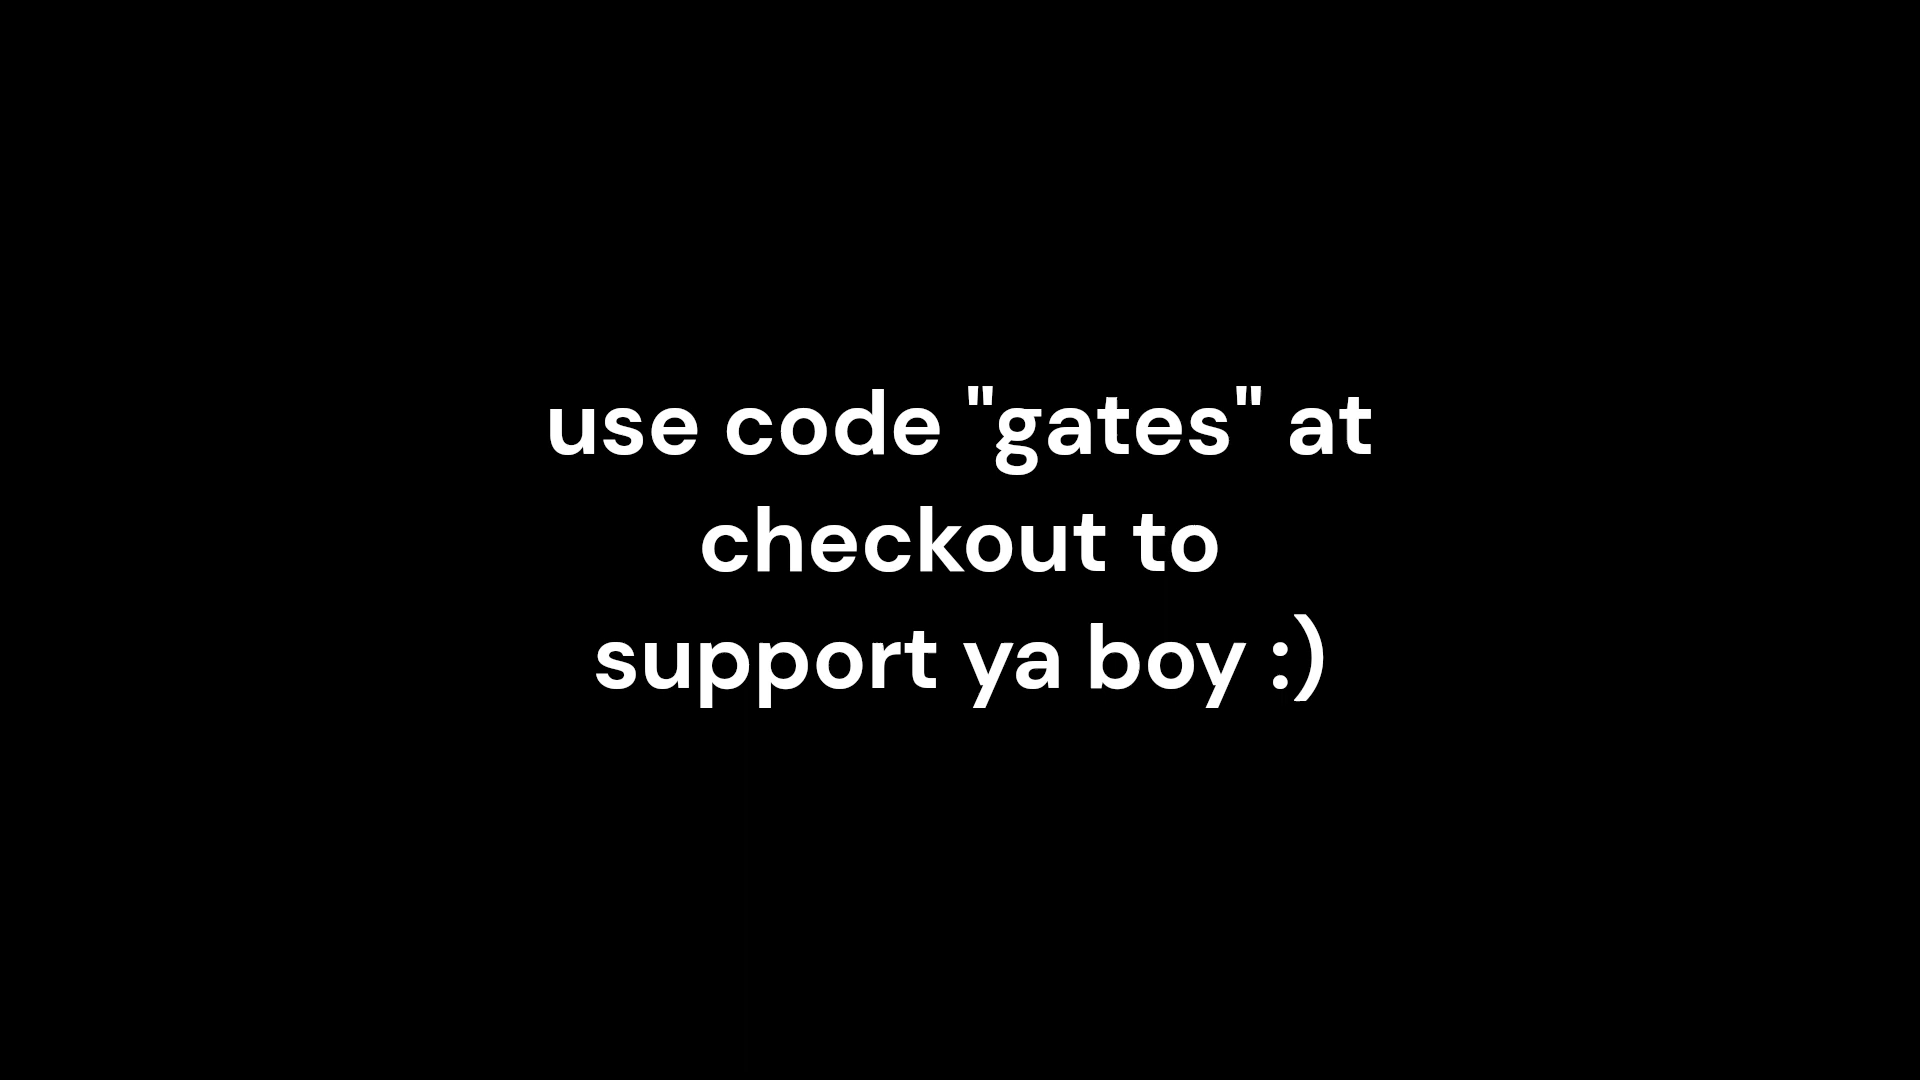 use code "gates" at
checkout to
support ya boy :)